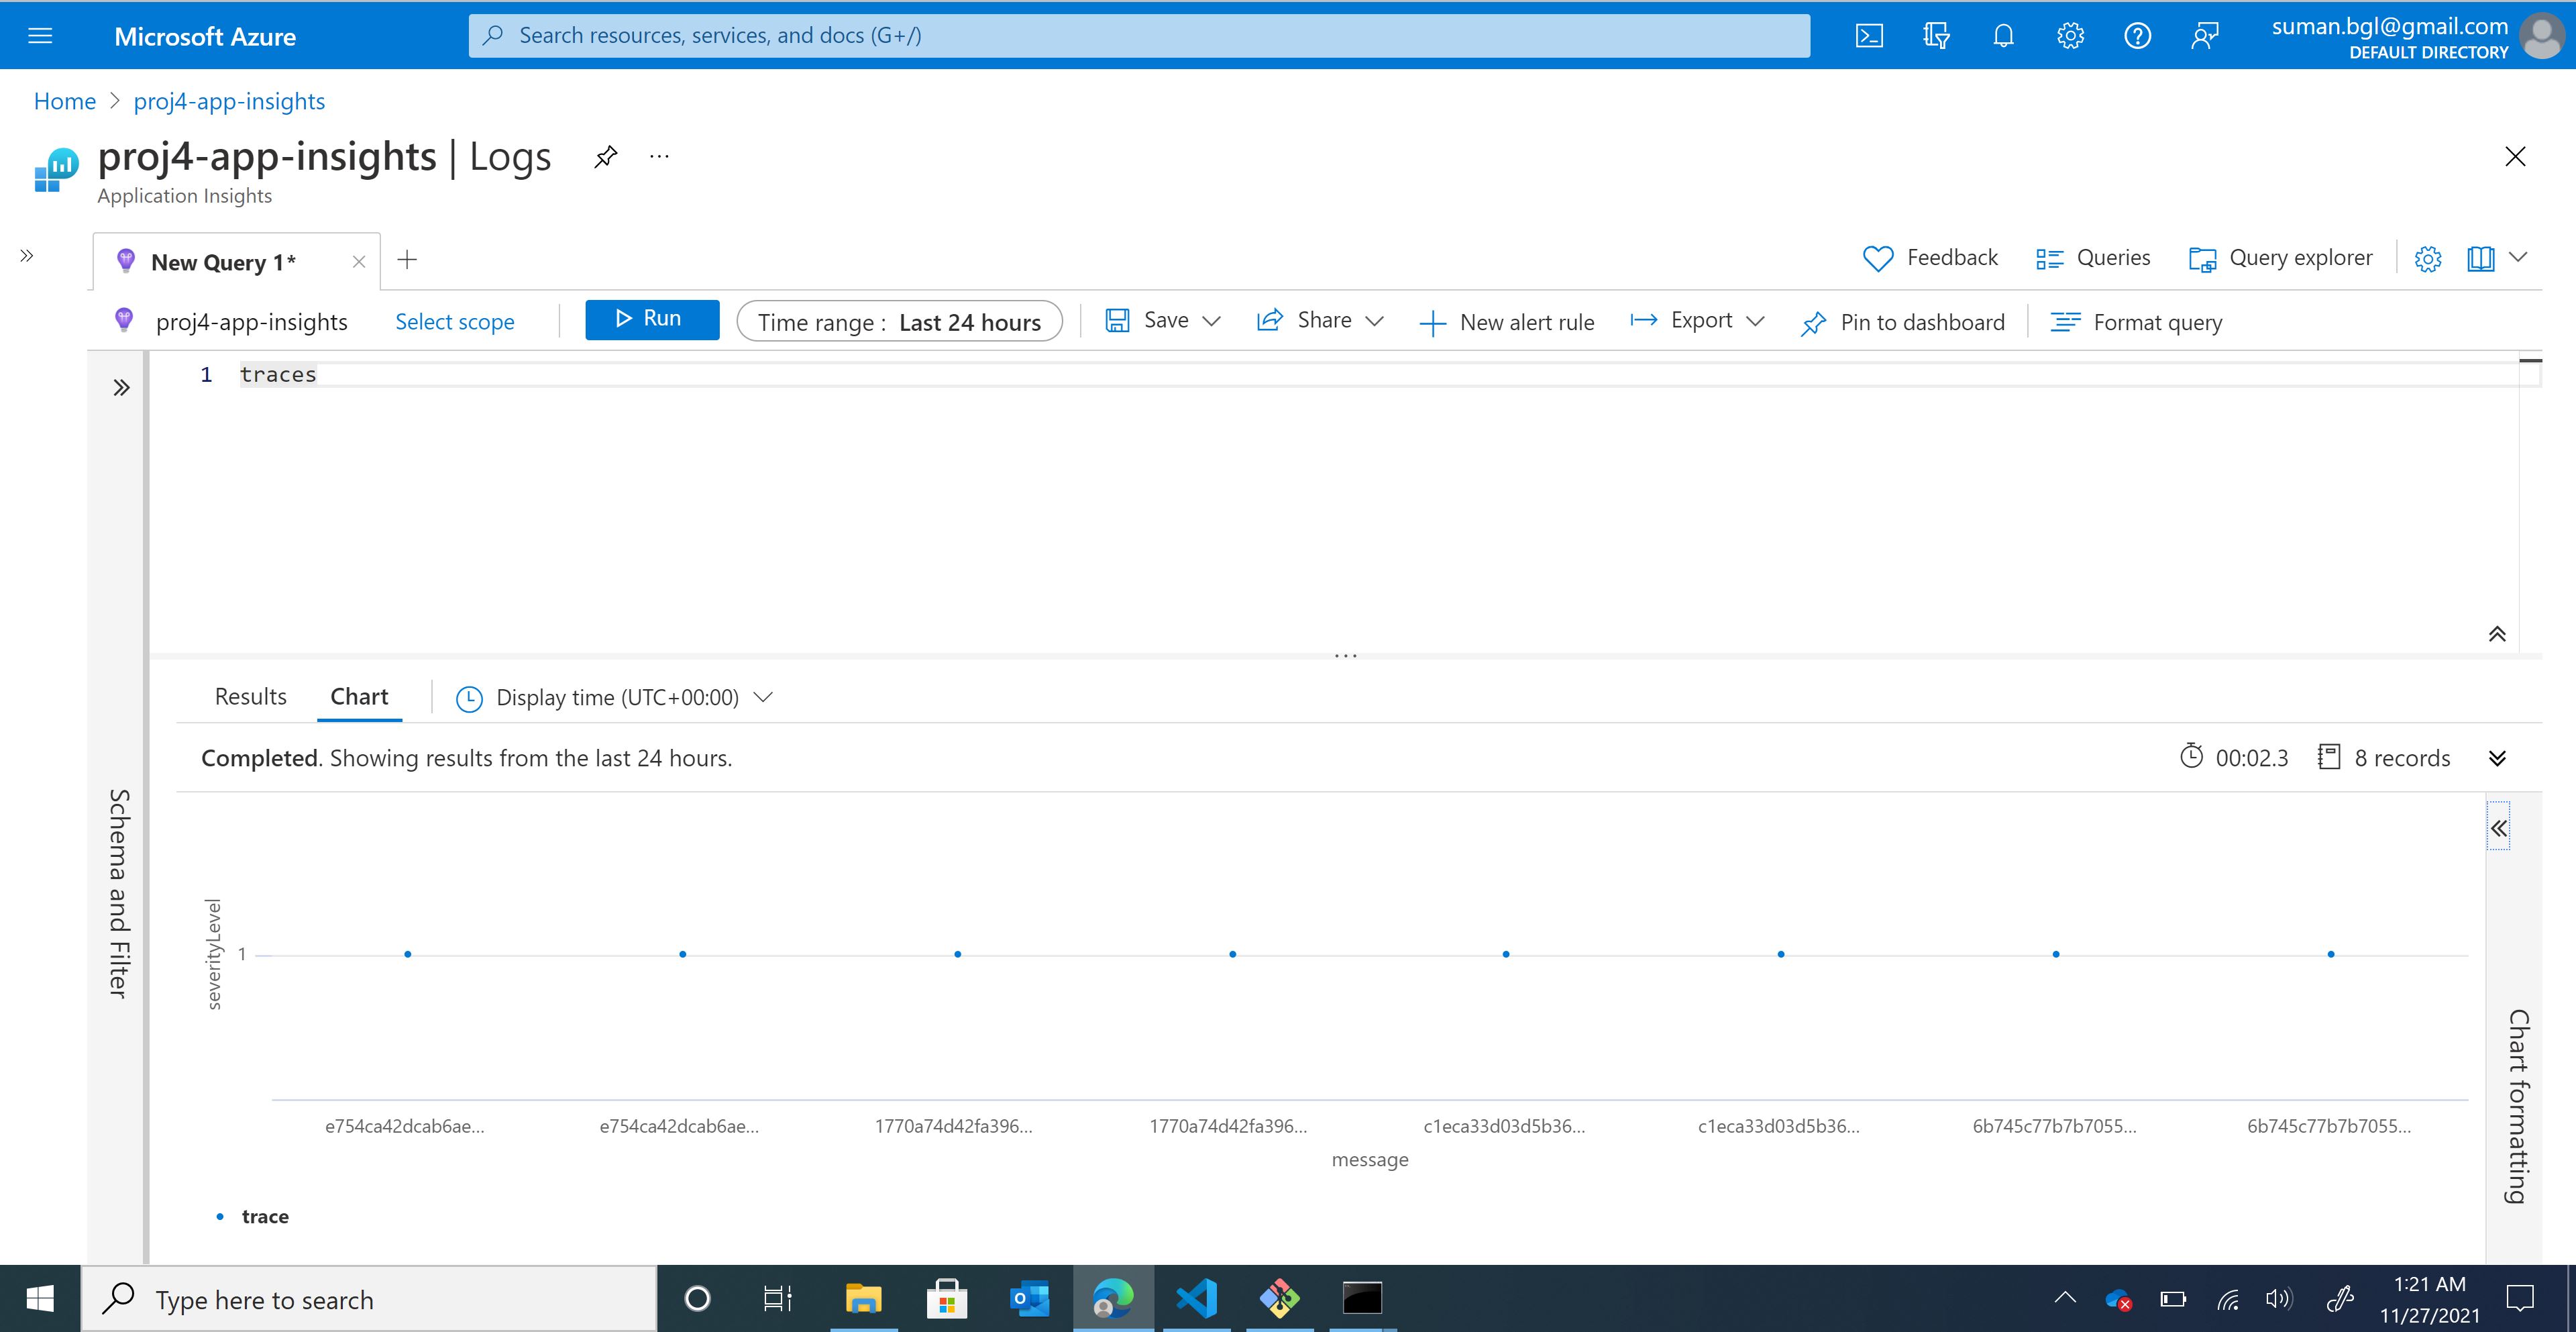 Microsoft Azure
Search resources, services, and docs (G+/)
suman.bgl@gmail.com
DEFAULT DIRECTORY
Home > proj4-app-insights
proj4-app-insights | Logs
Application Insights
New Query 1*
Feedback
Queries
Query explorer
proj4-app-insights
Select scope
Run
Time range : Last 24 hours
Save
Share
New alert rule
Export
Pin to dashboard
Format query
1 traces
Schema and Filter
Results
Chart
Display time (UTC+00:00)
Completed. Showing results from the last 24 hours.
00:02.3
8 records
severityLevel
1
e754ca42dcab6ae...
e754ca42dcab6ae...
1770a74d42fa396...
1770a74d42fa396...
c1eca33d03d5b36...
c1eca33d03d5b36...
6b745c77b7b7055...
6b745c77b7b7055...
message
trace
Chart formatting
Type here to search
1:21 AM
11/27/2021